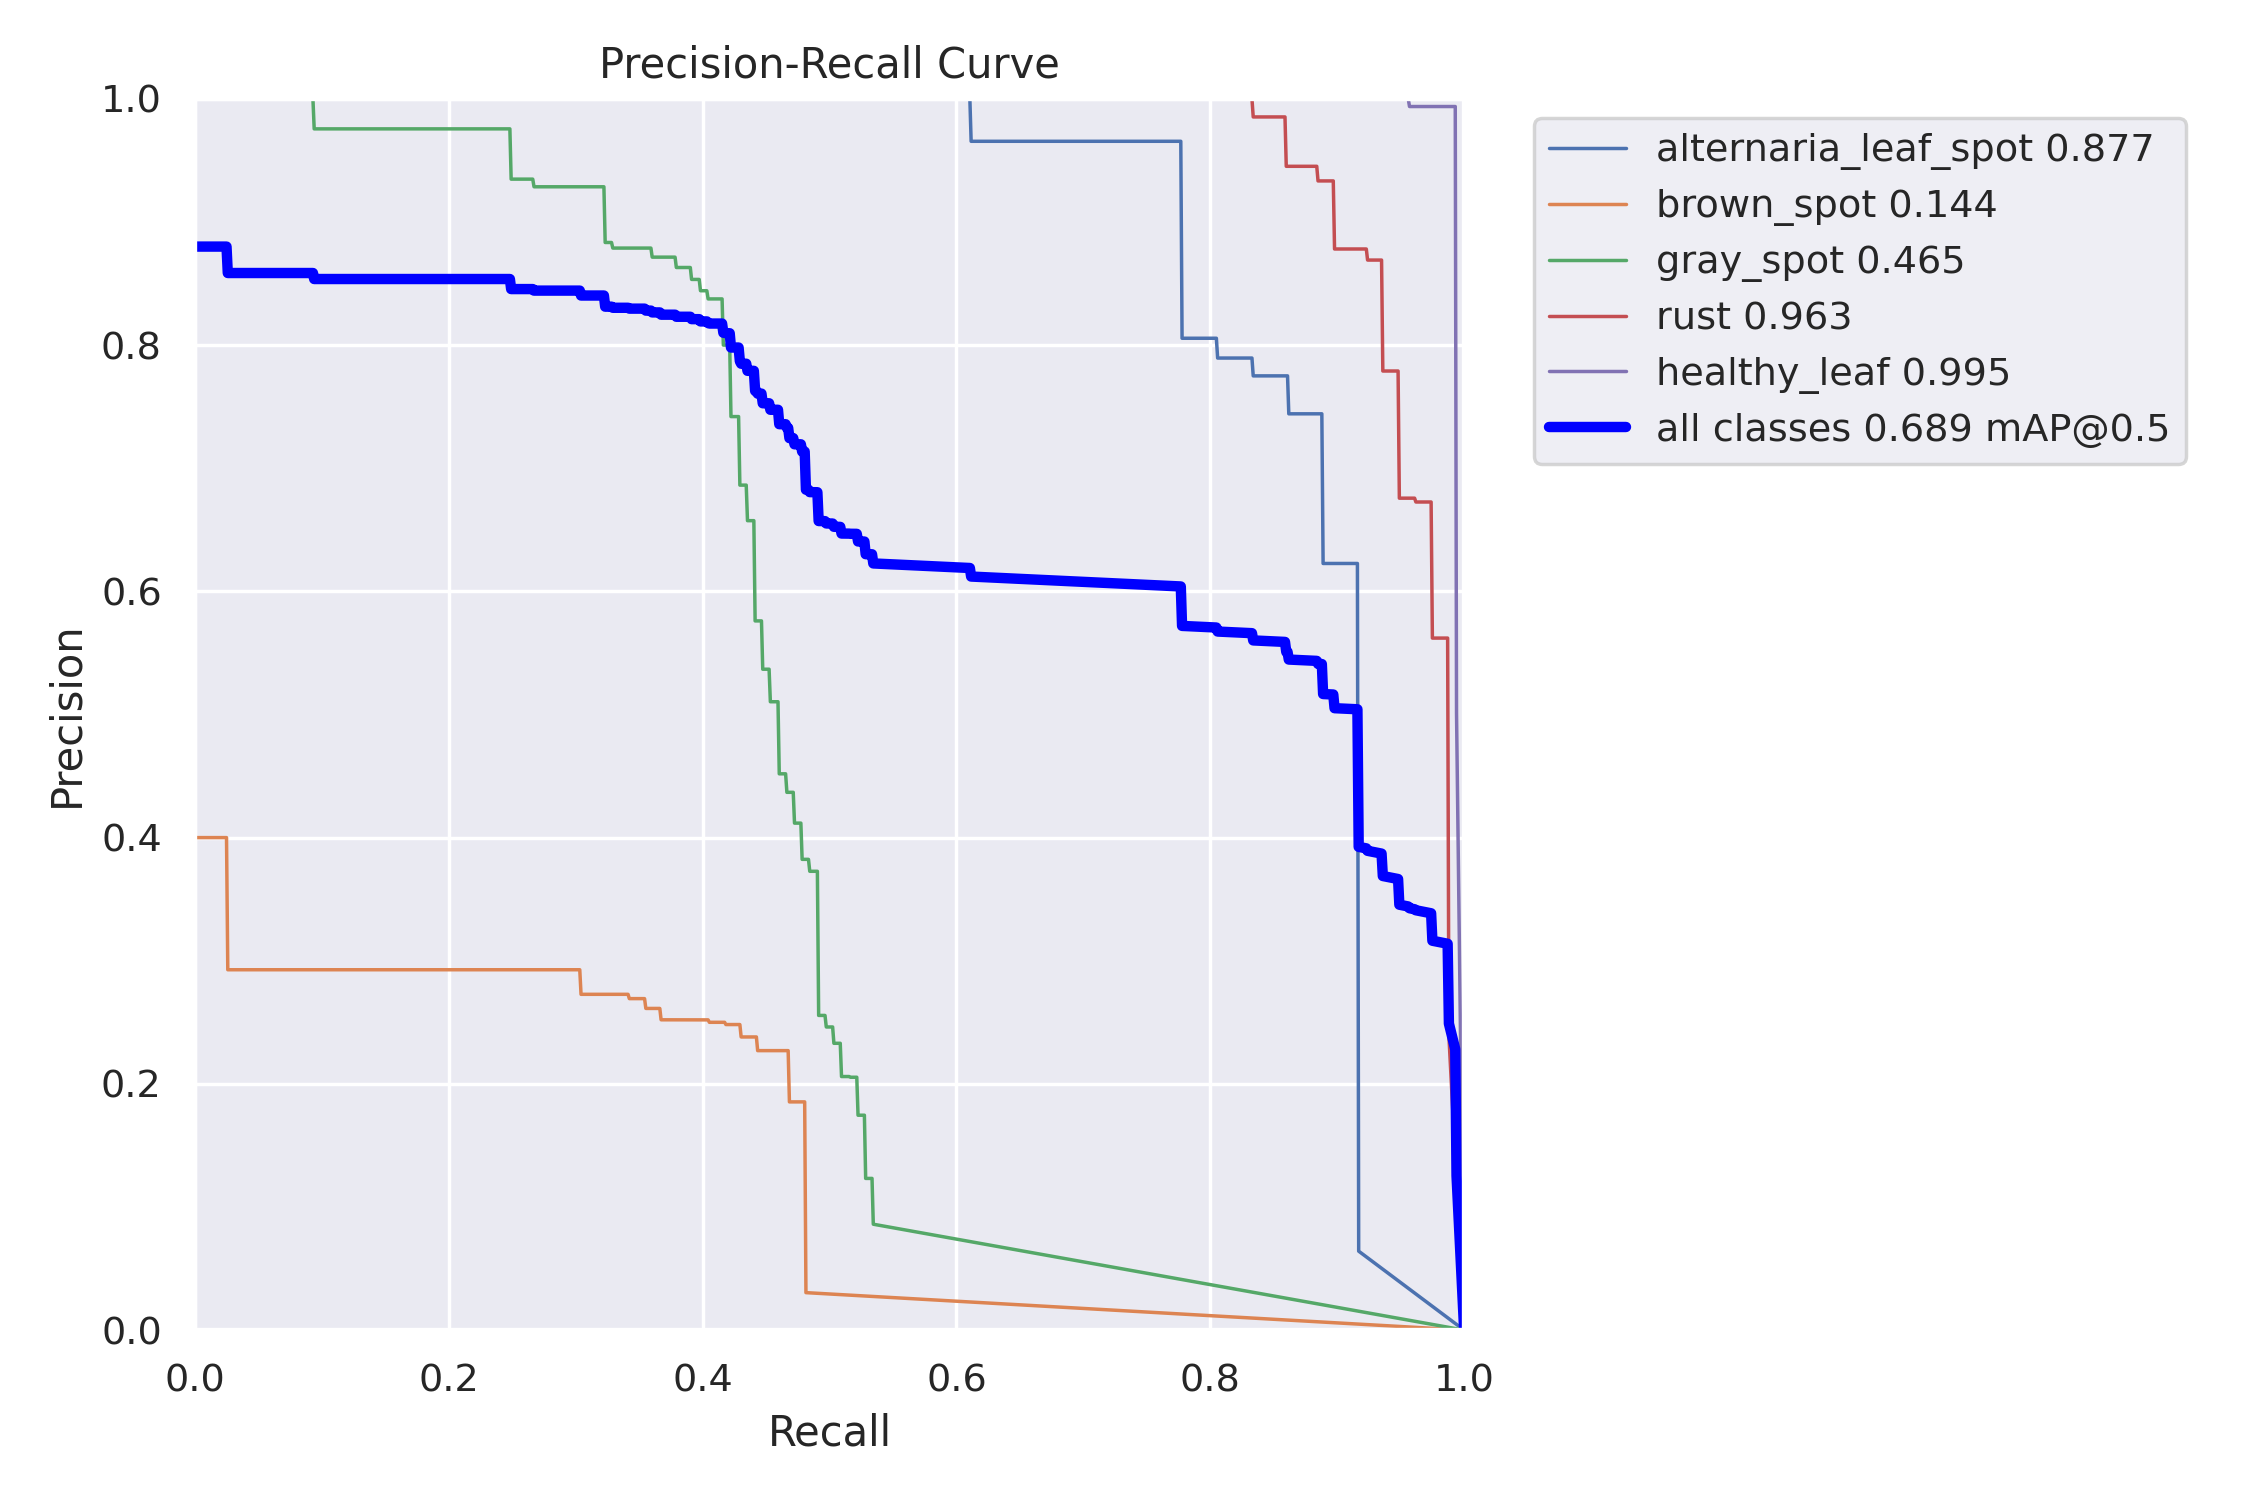 Precision-Recall Curve
1.0
0.8
0.6
0.4
0.2
0.0
Precision
0.0 0.2 0.4 0.6 0.8 1.0
Recall
alternaria_leaf_spot 0.877
brown_spot 0.144
gray_spot 0.465
rust 0.963
healthy_leaf 0.995
all classes 0.689 mAP@0.5